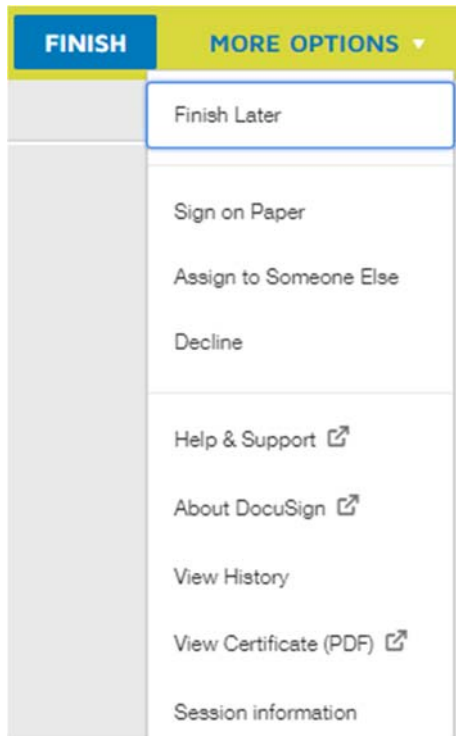 FINISH MORE OPTIONS
Finish Later
Sign on Paper
Assign to Someone Else
Decline
Help & Support
About DocuSign
View History
View Certificate (PDF)
Session information